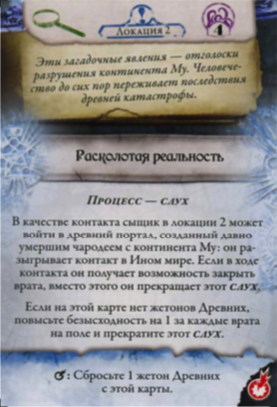 Локация 2
4
Эти загадочные явления — отголоски
разрушения континента Му. Человече-
ство до сих пор переживает последствия
древней катастрофы.
Расколотая реальность
Процесс — слух
В качестве контакта сыщик в локации 2 может
войти в древний портал, созданный давно
умершим чародеем с континента Му: он ра-
зыгрывает контакт в Ином мире. Если в ходе
контакта он получает возможность закрыть
врата, вместо этого он прекращает этот слух.
Если на этой карте нет жетонов Древних,
повысьте безысходность на 1 за каждые врата
на поле и прекратите этот слух.
: Сбросьте 1 жетон Древних
с этой карты.